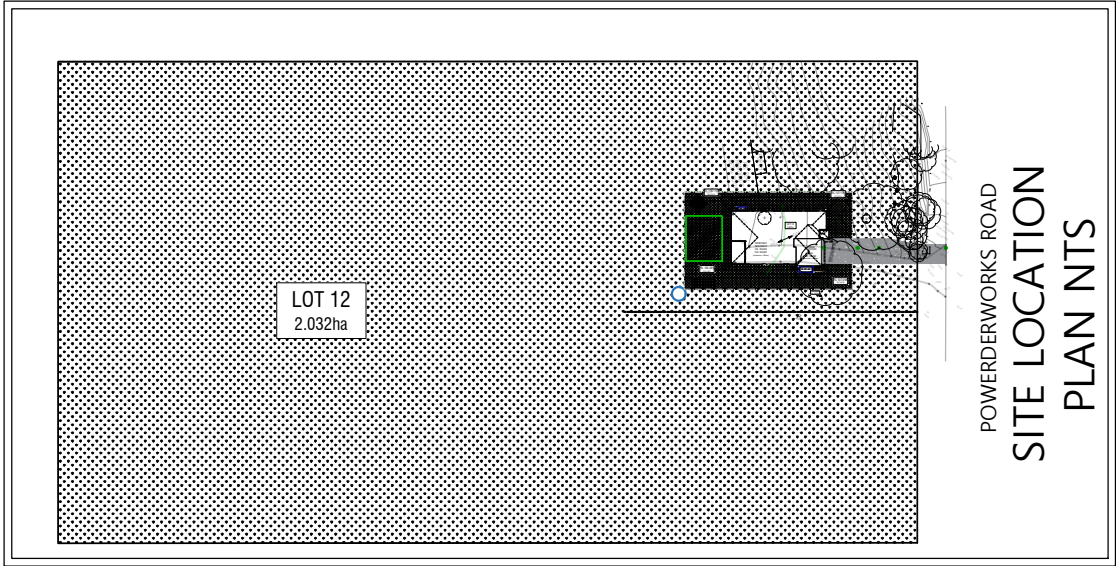 LOT 12
2.032ha
POWERDERWORKS ROAD
SITE LOCATION
PLAN NTS